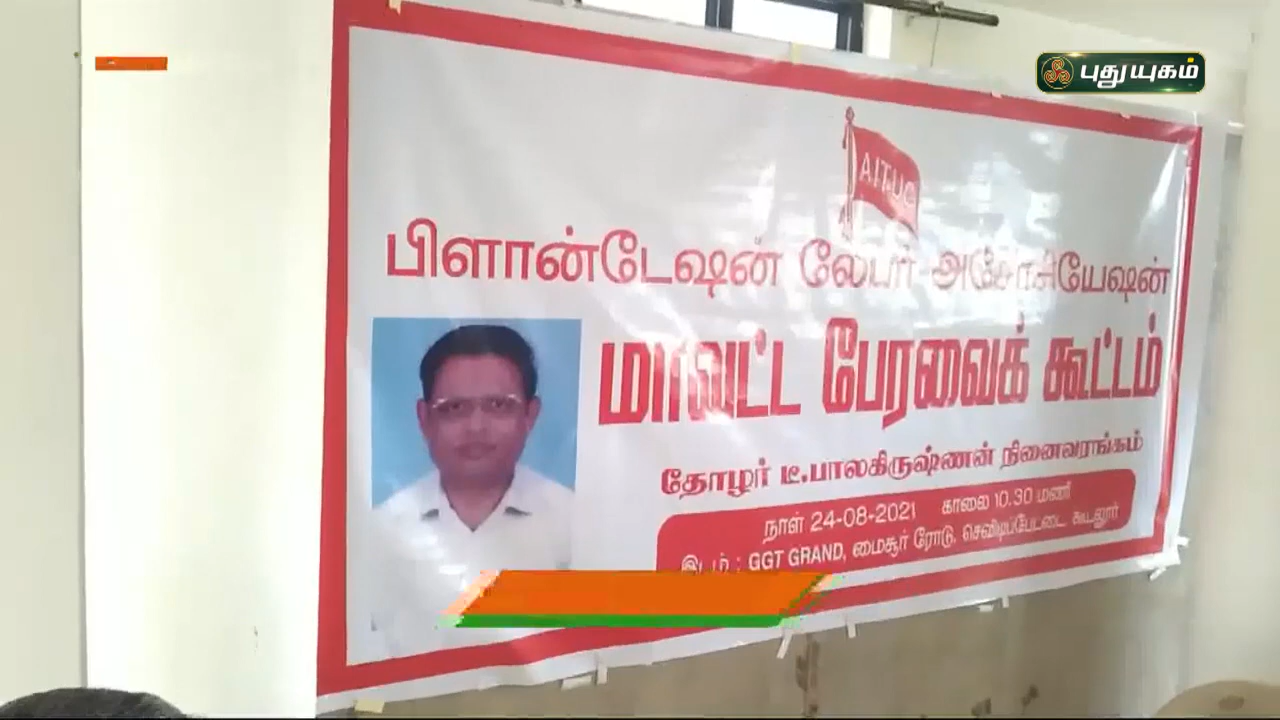 புதுயுகம்
A.I.T.U.C
பிளான்டேஷன் லேபர் அசோசியேஷன்
மாவட்ட பேரவைக் கூட்டம்
தோழர் டீ.பாலகிருஷ்ணன் நினைவரங்கம்
நாள் 24-08-2021 காலை 10.30 மணி
இடம் : GGT GRAND, மைசூர் ரோடு, செவிடிப்பேட்டை, கூடலூர்